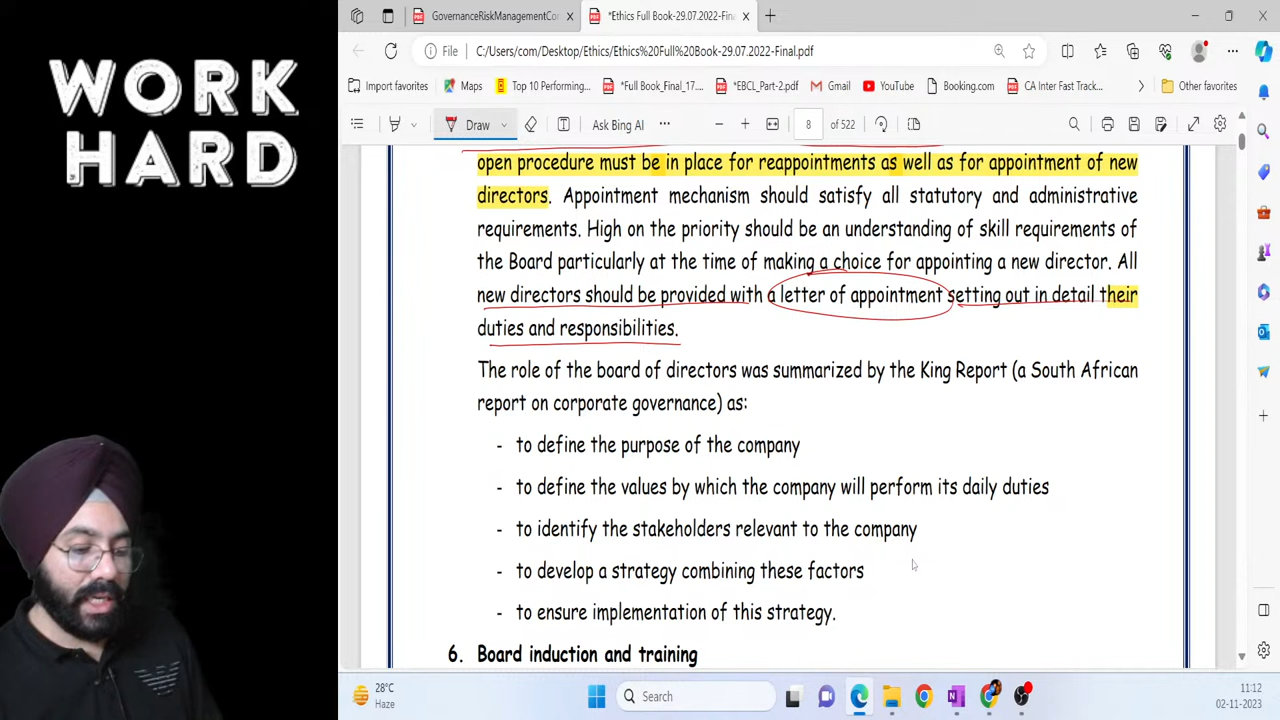 WORK
HARD
GovernanceRiskManagementCo
*Ethics Full Book-29.07.2022-Final.p
File
C:/Users/com/Desktop/Ethics/Ethics%20Full%20Book-29.07.2022-Final.pdf
Import favorites
Maps
Top 10 Performing...
*Full Book_Final_17....
*EBCL_Part-2.pdf
Gmail
YouTube
Booking.com
CA Inter Fast Track...
Other favorites
Draw
Ask Bing AI
8
of 522
open procedure must be in place for reappointments as well as for appointment of new
directors. Appointment mechanism should satisfy all statutory and administrative
requirements. High on the priority should be an understanding of skill requirements of
the Board particularly at the time of making a choice for appointing a new director. All
new directors should be provided with a letter of appointment setting out in detail their
duties and responsibilities.
The role of the board of directors was summarized by the King Report (a South African
report on corporate governance) as:
- to define the purpose of the company
- to define the values by which the company will perform its daily duties
- to identify the stakeholders relevant to the company
- to develop a strategy combining these factors
- to ensure implementation of this strategy.
6. Board induction and training
28°C
Haze
Search
11:12
02-11-2023